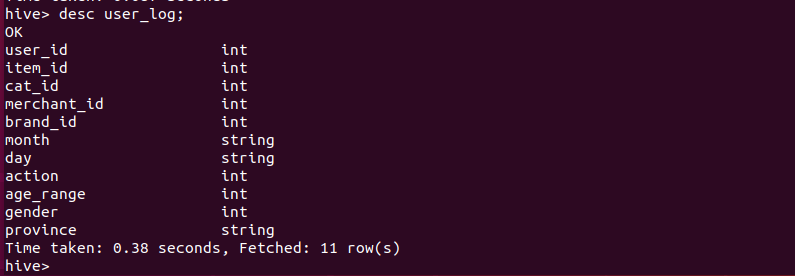 hive> desc user_log;
OK
user_id int
item_id int
cat_id int
merchant_id int
brand_id int
month string
day string
action int
age_range int
gender int
province string
Time taken: 0.38 seconds, Fetched: 11 row(s)
hive>